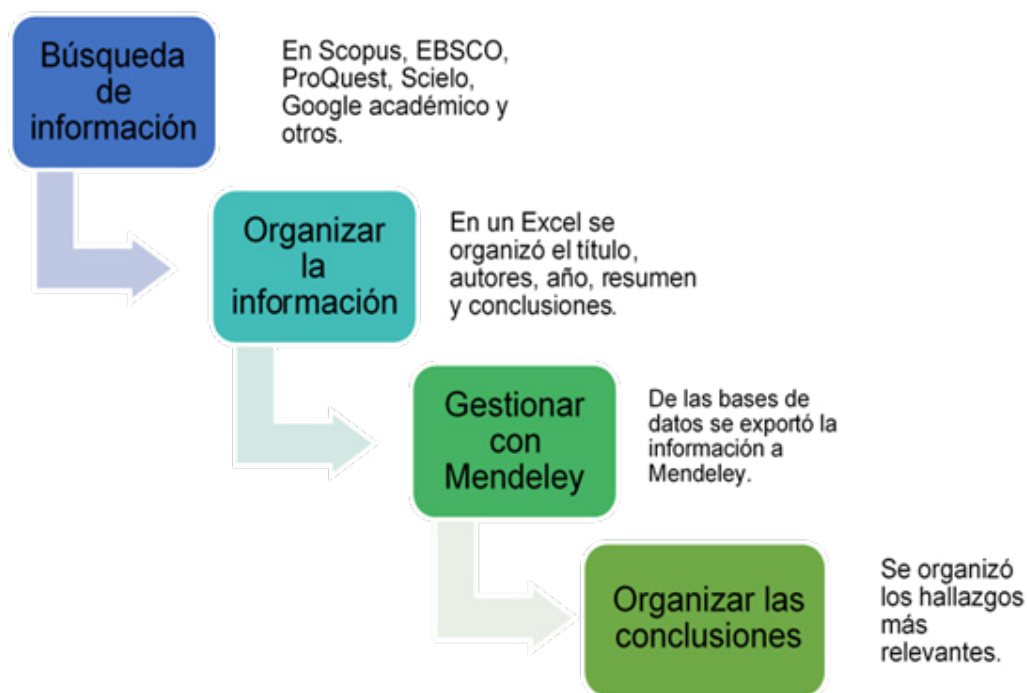 Búsqueda
de
información
En Scopus, EBSCO,
ProQuest, Scielo,
Google académico y
otros.
Organizar
la
información
En un Excel se
organizó el título,
autores, año, resumen
y conclusiones.
Gestionar
con
Mendeley
De las bases de
datos se exportó la
información a
Mendeley.
Organizar las
conclusiones
Se organizó
los hallazgos
más
relevantes.